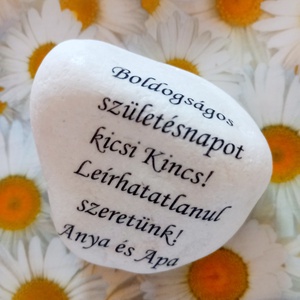 Boldogságos
születésnapot
kicsi Kincs!
Leírhatatlanul
szeretünk!
Anya és Apa